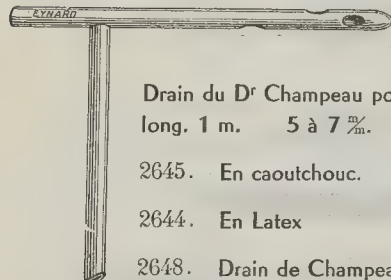 EYNARD
Drain du Dʳ Champeau po
long. 1 m. 5 à 7 m/m.
2645. En caoutchouc.
2644. En Latex
2648. Drain de Champea